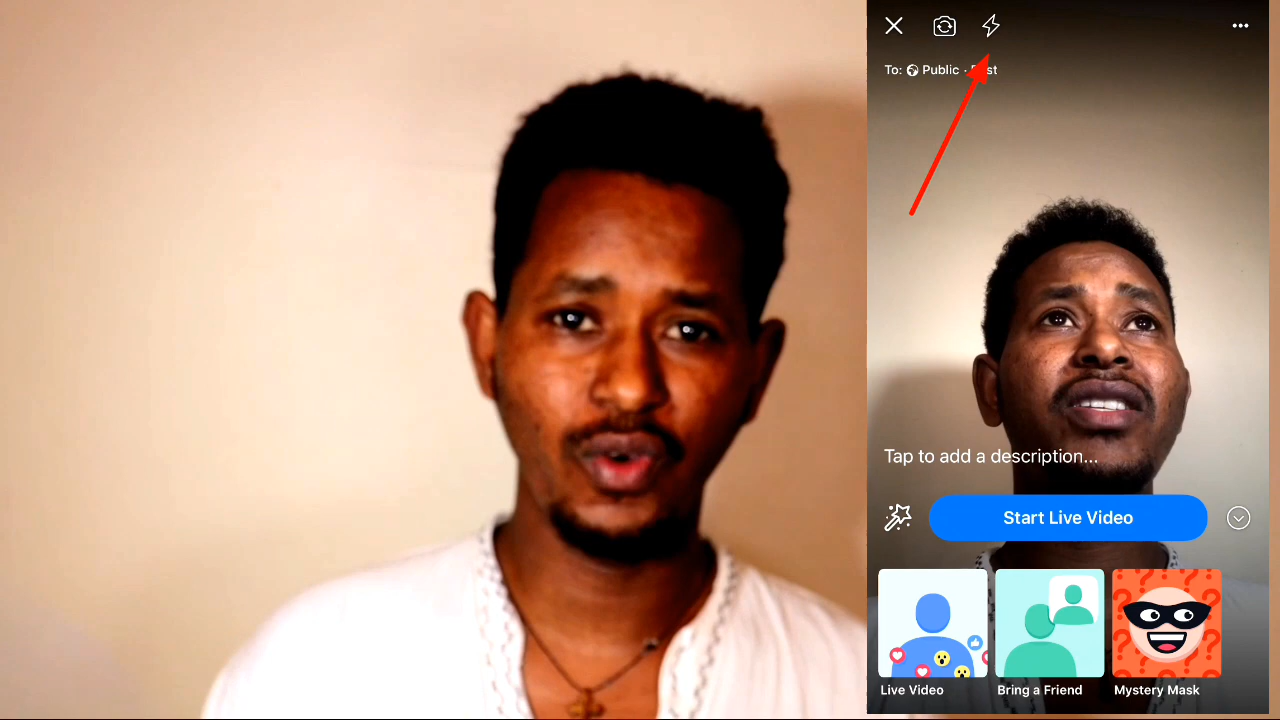 To: Public · Post
Tap to add a description...
Start Live Video
Live Video
Bring a Friend
Mystery Mask